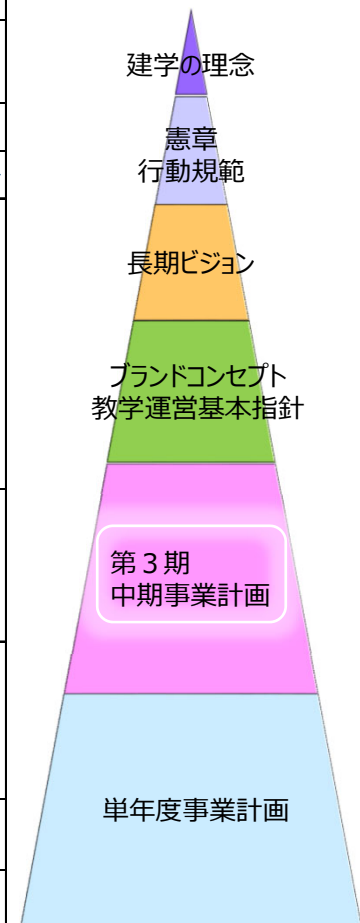 建学の理念
憲章
行動規範
長期ビジョン
ブランドコンセプト
教学運営基本指針
第３期
中期事業計画
単年度事業計画